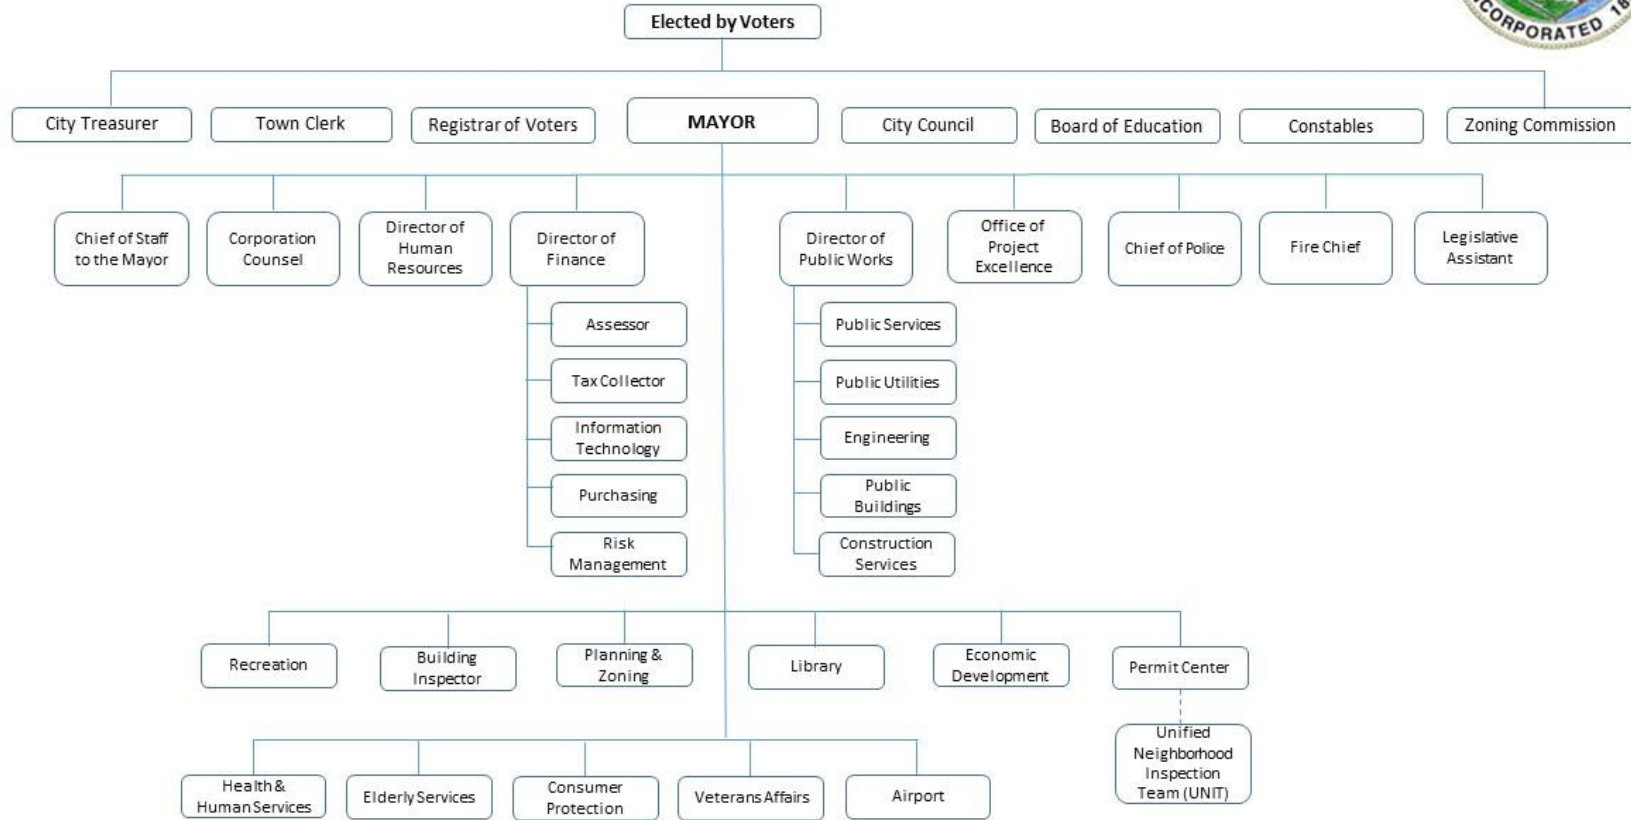 Elected by Voters
INCORPORATED 18
City Treasurer
Town Clerk
Registrar of Voters
MAYOR
City Council
Board of Education
Constables
Zoning Commission
Chief of Staff
to the Mayor
Corporation
Counsel
Director of
Human
Resources
Director of
Finance
Director of
Public Works
Office of
Project
Excellence
Chief of Police
Fire Chief
Legislative
Assistant
Assessor
Tax Collector
Information
Technology
Purchasing
Risk
Management
Public Services
Public Utilities
Engineering
Public
Buildings
Construction
Services
Recreation
Building
Inspector
Planning &
Zoning
Library
Economic
Development
Permit Center
Unified
Neighborhood
Inspection
Team (UNIT)
Health &
Human Services
Elderly Services
Consumer
Protection
Veterans Affairs
Airport